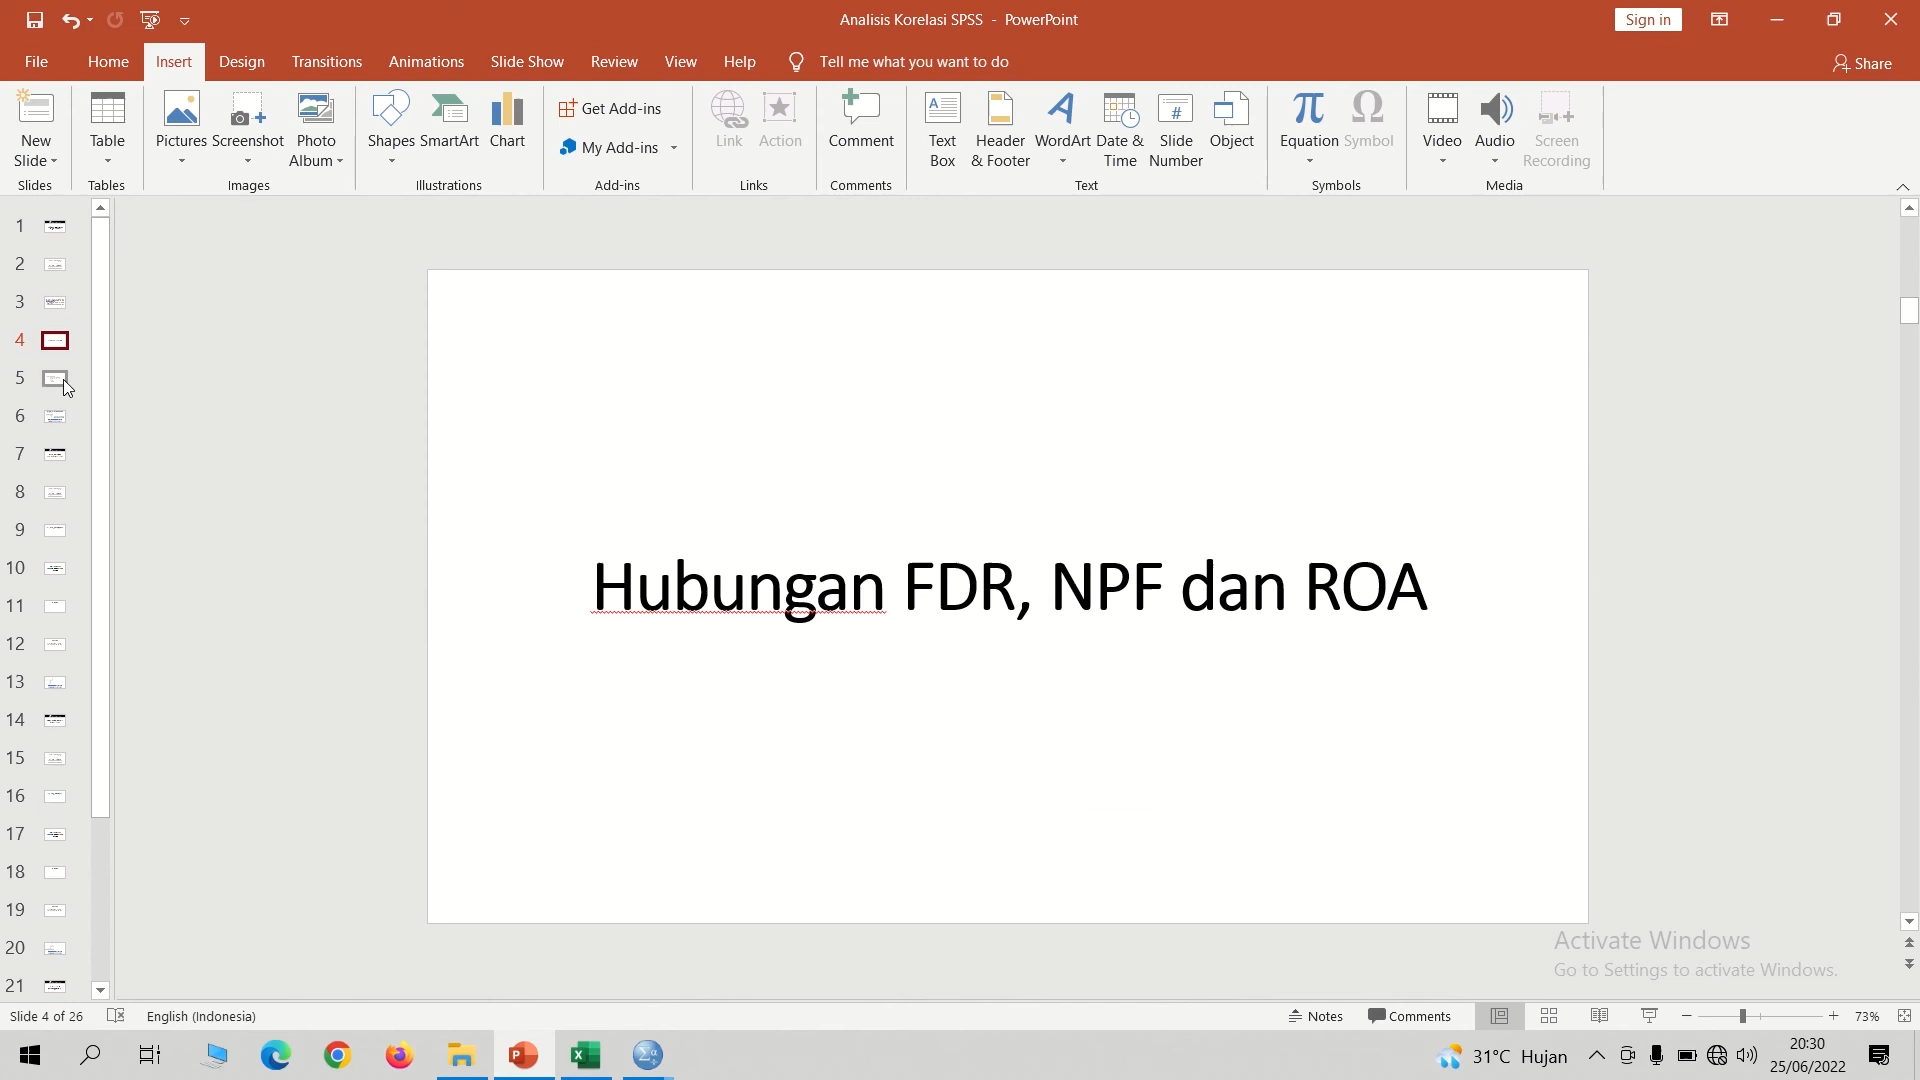 Analisis Korelasi SPSS - PowerPoint
Sign in
File
Home
Insert
Design
Transitions
Animations
Slide Show
Review
View
Help
Tell me what you want to do
Share
New Slide
Table
Pictures
Screenshot
Photo Album
Shapes
SmartArt
Chart
Get Add-ins
My Add-ins
Link
Action
Comment
Text Box
Header & Footer
WordArt
Date & Time
Slide Number
Object
Equation
Symbol
Video
Audio
Screen Recording
Slides
Tables
Images
Illustrations
Add-ins
Links
Comments
Text
Symbols
Media
1
2
3
4
5
6
7
8
9
10
11
12
13
14
15
16
17
18
19
20
21
Hubungan FDR, NPF dan ROA
Activate Windows
Go to Settings to activate Windows.
Slide 4 of 26
English (Indonesia)
Notes
Comments
73%
31°C Hujan
20:30
25/06/2022